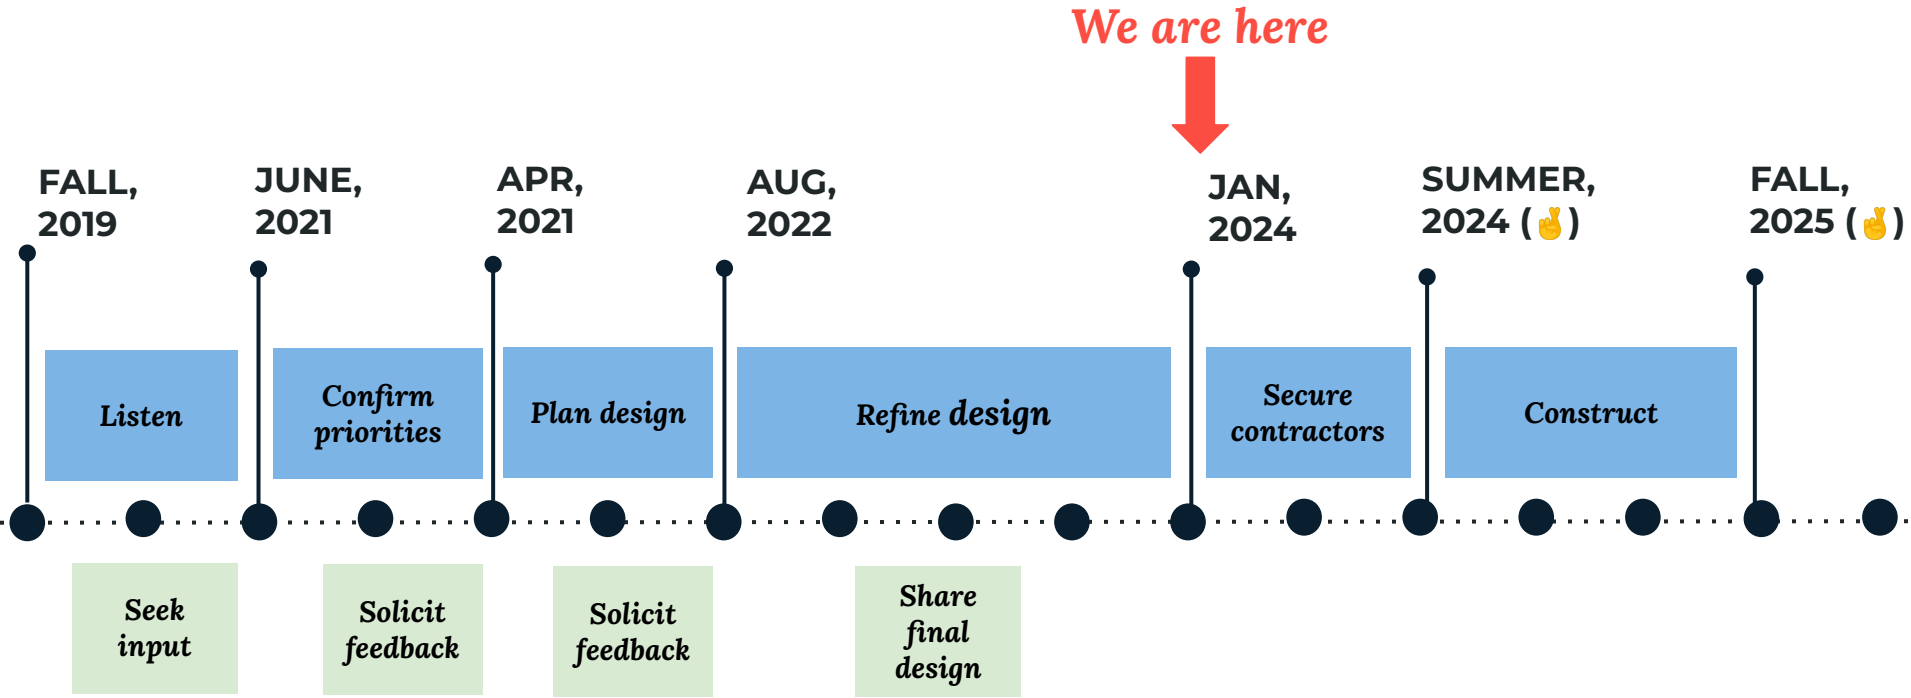 We are here
FALL,
2019
JUNE,
2021
APR,
2021
AUG,
2022
JAN,
2024
SUMMER,
2024 (🤞)
FALL,
2025 (🤞)
Listen
Confirm
priorities
Plan design
Refine design
Secure
contractors
Construct
Seek
input
Solicit
feedback
Solicit
feedback
Share
final
design